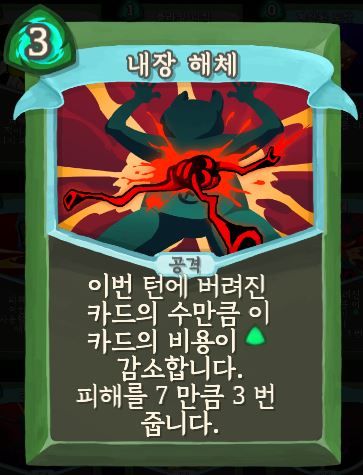 3
내장 해체
공격
이번 턴에 버려진
카드의 수만큼 이
카드의 비용이
감소합니다.
피해를 7 만큼 3 번
줍니다.